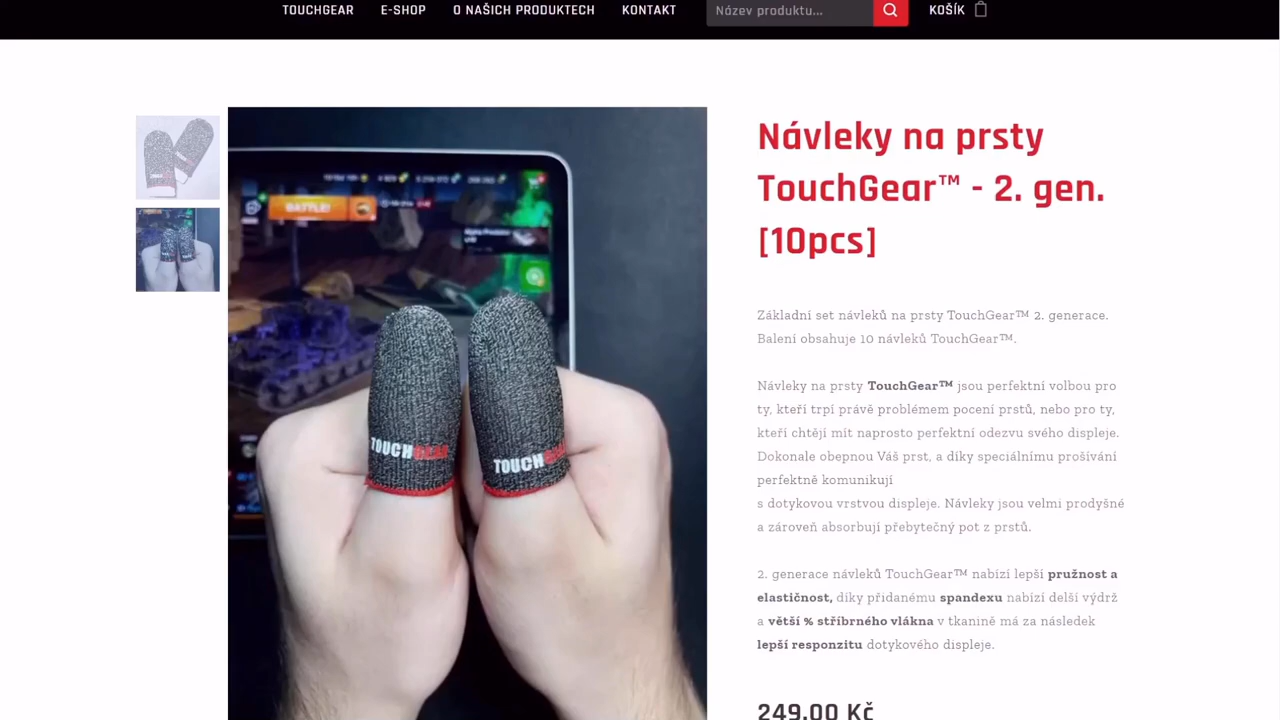 TOUCHGEAR E-SHOP O NAŠICH PRODUKTECH KONTAKT Název produktu... KOŠÍK
Návleky na prsty
TouchGear™ - 2. gen.
[10pcs]
BATTLE!
TOUCHGEAR
TOUCHGEAR
Základní set návleků na prsty TouchGear™ 2. generace.
Balení obsahuje 10 návleků TouchGear™.
Návleky na prsty TouchGear™ jsou perfektní volbou pro
ty, kteří trpí právě problémem pocení prstů, nebo pro ty,
kteří chtějí mít naprosto perfektní odezvu svého displeje.
Dokonale obepnou Váš prst, a díky speciálnímu prošívání
perfektně komunikují
s dotykovou vrstvou displeje. Návleky jsou velmi prodyšné
a zároveň absorbují přebytečný pot z prstů.
2. generace návleků TouchGear™ nabízí lepší pružnost a
elastičnost, díky přidanému spandexu nabízí delší výdrž
a větší % stříbrného vlákna v tkanině má za následek
lepší responzitu dotykového displeje.
249,00 Kč